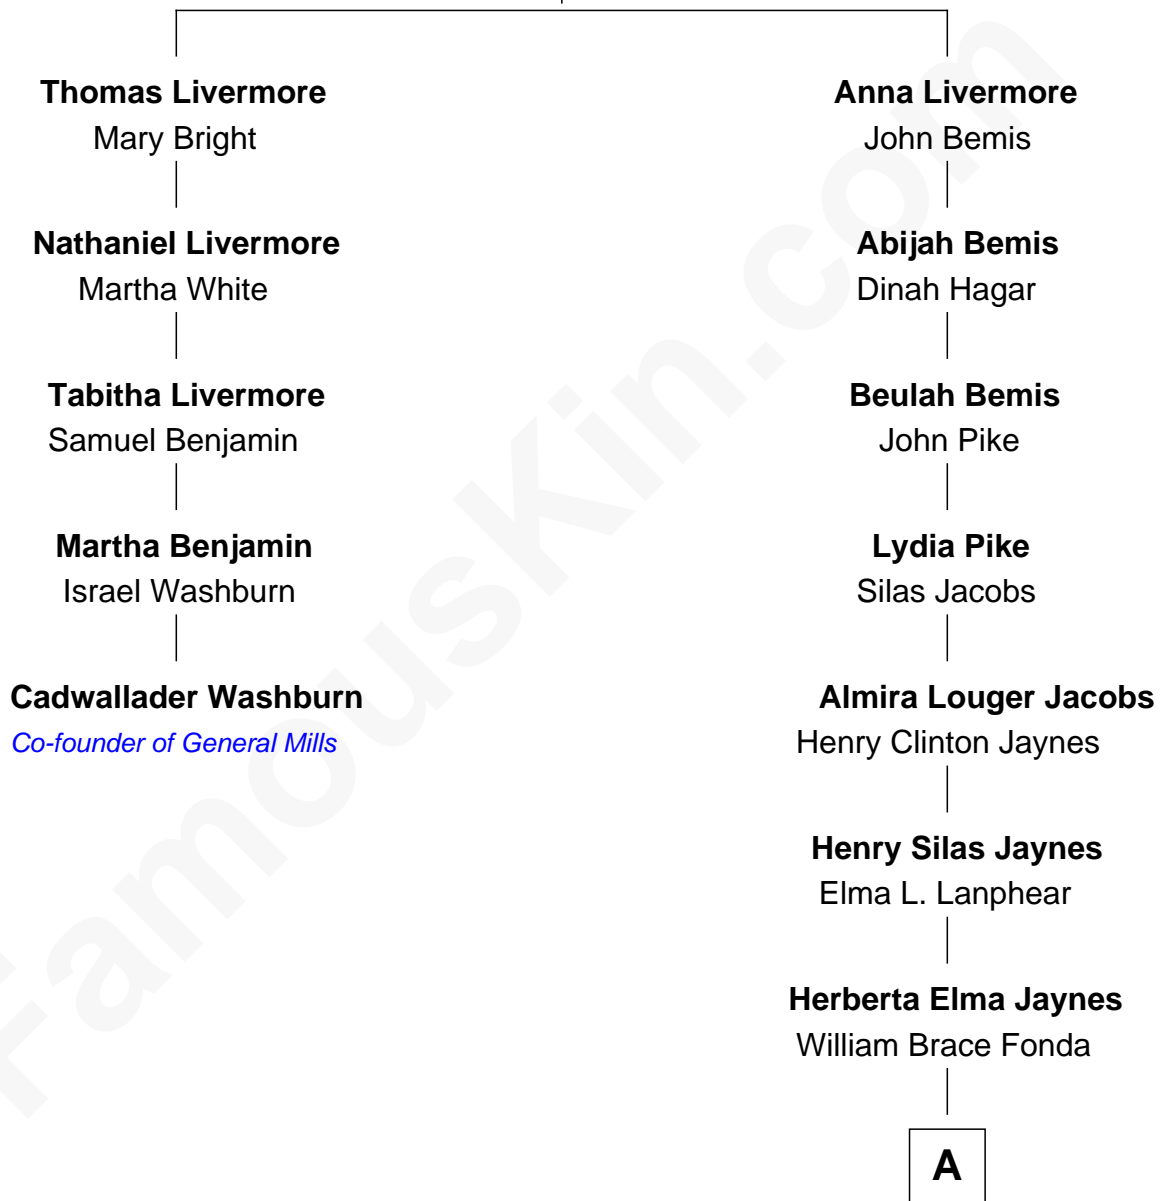 Thomas Livermore
Mary Bright
Nathaniel Livermore
Martha White
Tabitha Livermore
Samuel Benjamin
Martha Benjamin
Israel Washburn
Cadwallader Washburn
Co-founder of General Mills
Anna Livermore
John Bemis
Abijah Bemis
Dinah Hagar
Beulah Bemis
John Pike
Lydia Pike
Silas Jacobs
Almira Louger Jacobs
Henry Clinton Jaynes
Henry Silas Jaynes
Elma L. Lanphear
Herberta Elma Jaynes
William Brace Fonda
A
FamousKin.com